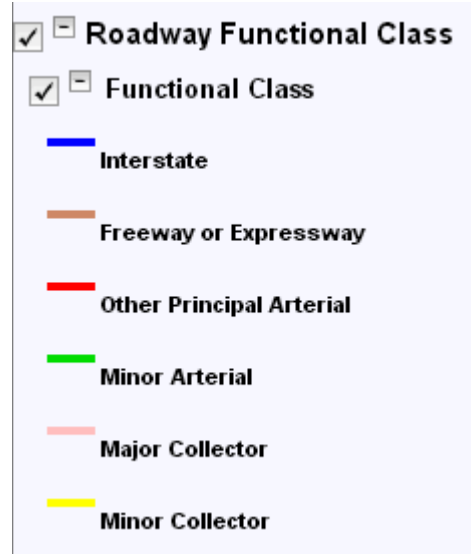 Roadway Functional Class
Functional Class
Interstate
Freeway or Expressway
Other Principal Arterial
Minor Arterial
Major Collector
Minor Collector